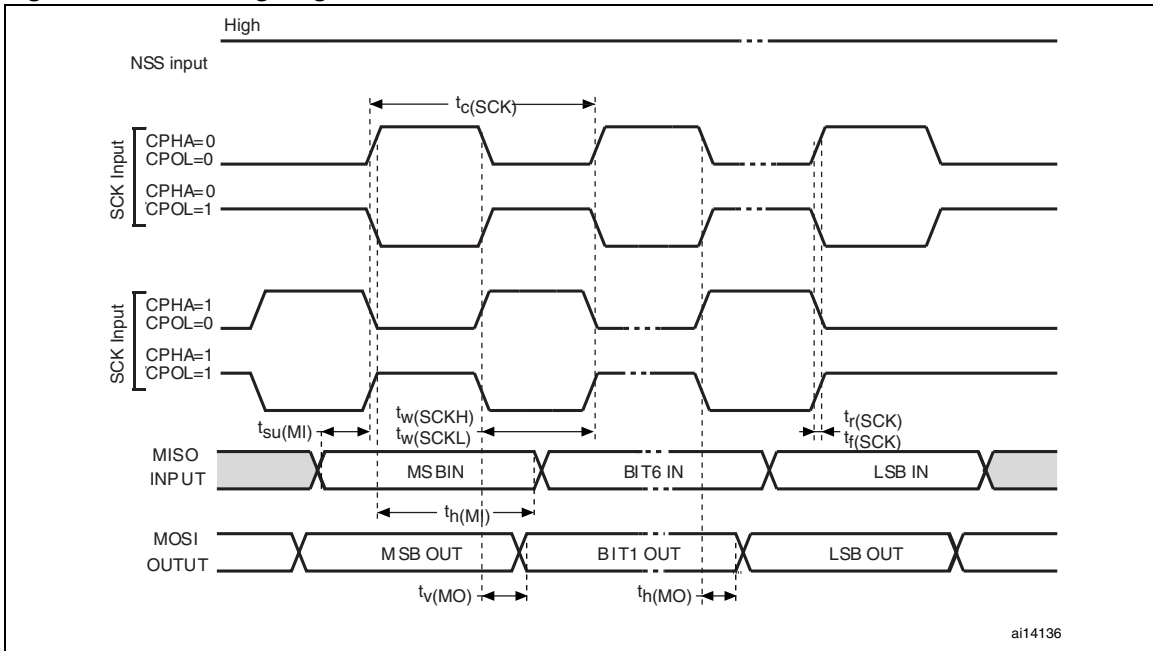 High
NSS input
tc(SCK)
SCK Input
CPHA=0
CPOL=0
CPHA=0
CPOL=1
SCK Input
CPHA=1
CPOL=0
CPHA=1
CPOL=1
tsu(MI)
tw(SCKH)
tw(SCKL)
tr(SCK)
tf(SCK)
MISO
INPUT
MSBIN
BIT6 IN
LSB IN
th(MI)
MOSI
OUTUT
MSB OUT
BIT1 OUT
LSB OUT
tv(MO)
th(MO)
ai14136